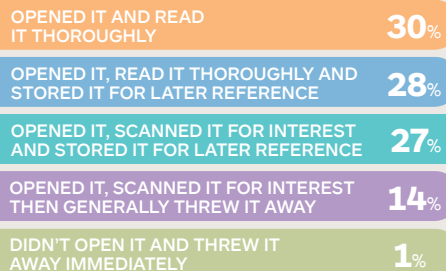 OPENED IT AND READ
IT THOROUGHLY
30%
OPENED IT, READ IT THOROUGHLY AND
STORED IT FOR LATER REFERENCE
28%
OPENED IT, SCANNED IT FOR INTEREST
AND STORED IT FOR LATER REFERENCE
27%
OPENED IT, SCANNED IT FOR INTEREST
THEN GENERALLY THREW IT AWAY
14%
DIDN'T OPEN IT AND THREW IT
AWAY IMMEDIATELY
1%